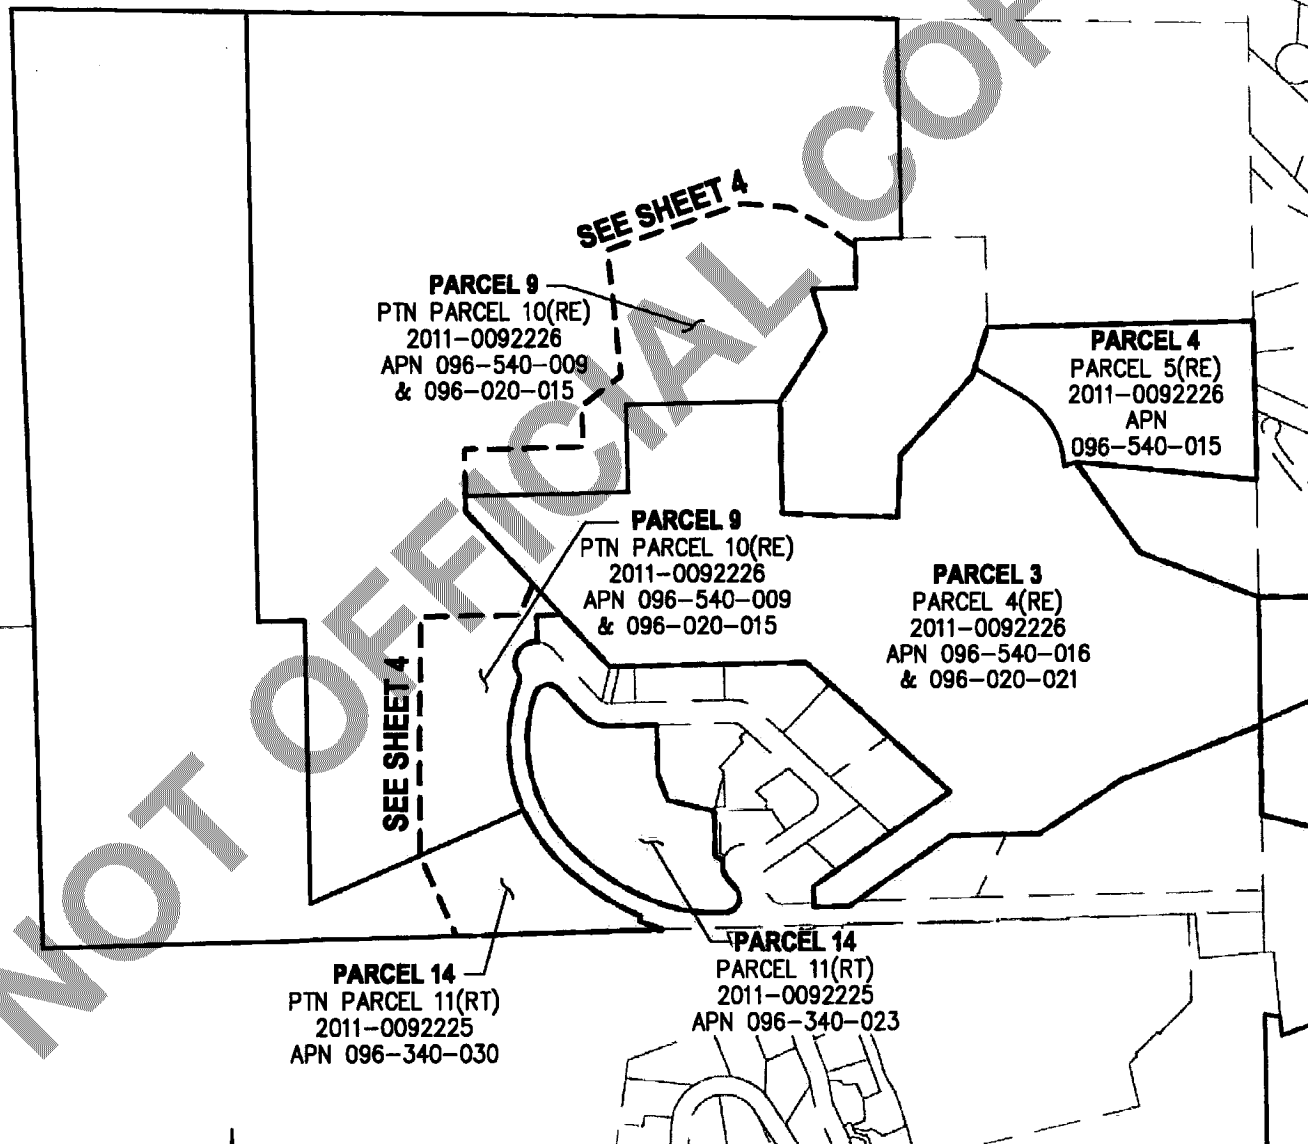 SEE SHEET 4
PARCEL 9
PTN PARCEL 10(RE)
2011-0092226
APN 096-540-009
& 096-020-015
PARCEL 4
PARCEL 5(RE)
2011-0092226
APN
096-540-015
PARCEL 9
PTN PARCEL 10(RE)
2011-0092226
APN 096-540-009
& 096-020-015
PARCEL 3
PARCEL 4(RE)
2011-0092226
APN 096-540-016
& 096-020-021
SEE SHEET 4
PARCEL 14
PTN PARCEL 11(RT)
2011-0092225
APN 096-340-030
PARCEL 14
PARCEL 11(RT)
2011-0092225
APN 096-340-023
NOT OFFICIAL COP